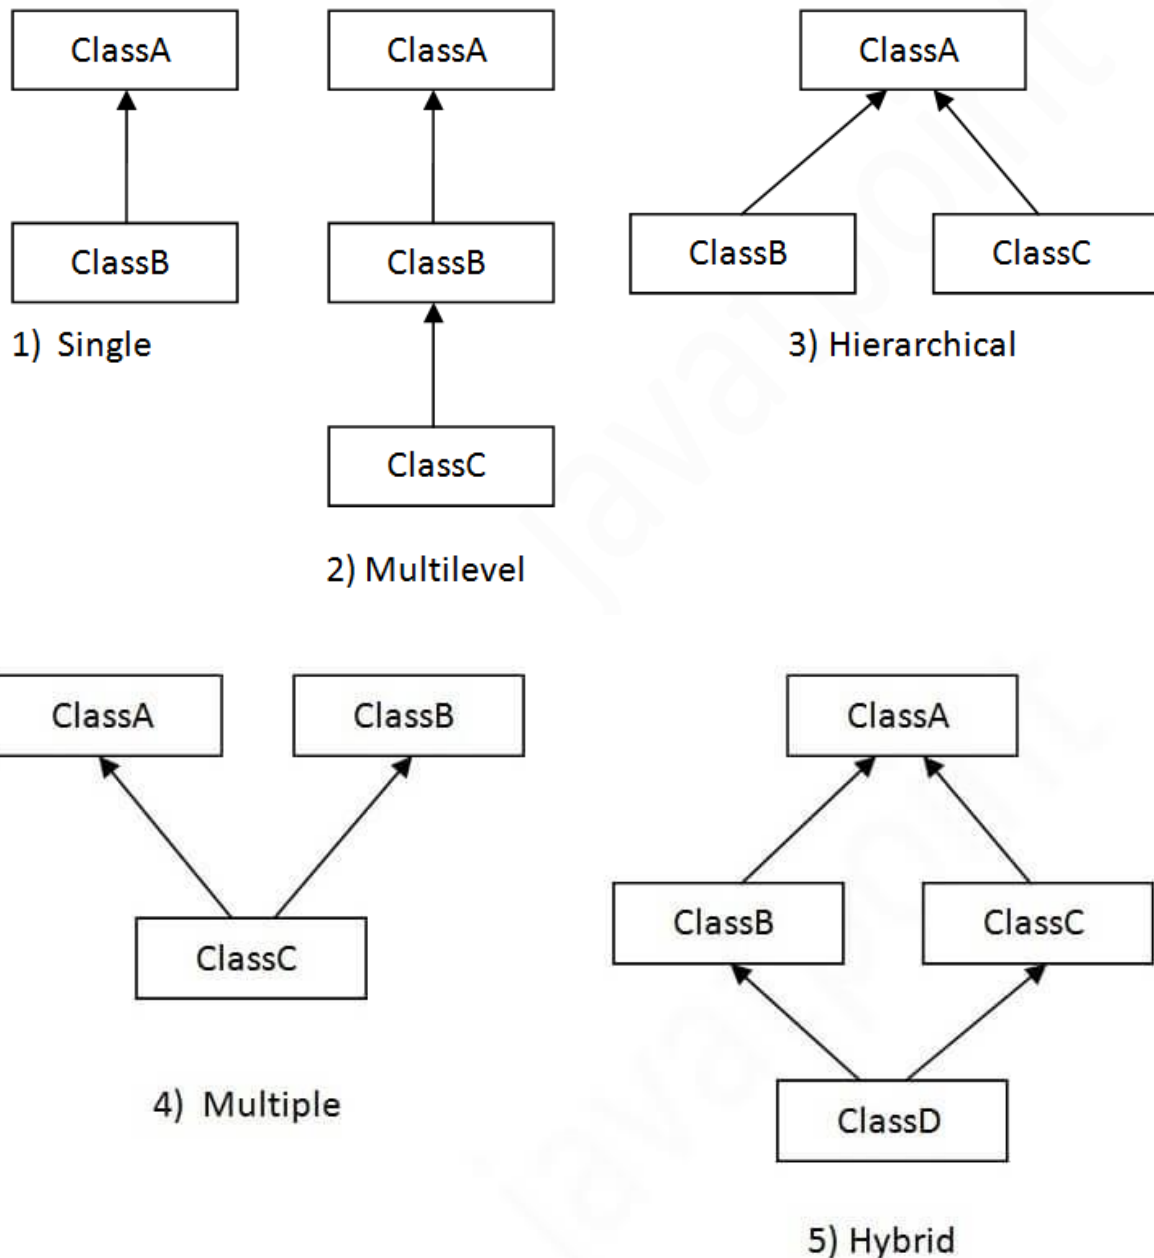 ClassA
ClassB
1) Single
ClassA
ClassB
ClassC
2) Multilevel
ClassA
ClassB
ClassC
3) Hierarchical
ClassA
ClassB
ClassC
4) Multiple
ClassA
ClassB
ClassC
ClassD
5) Hybrid